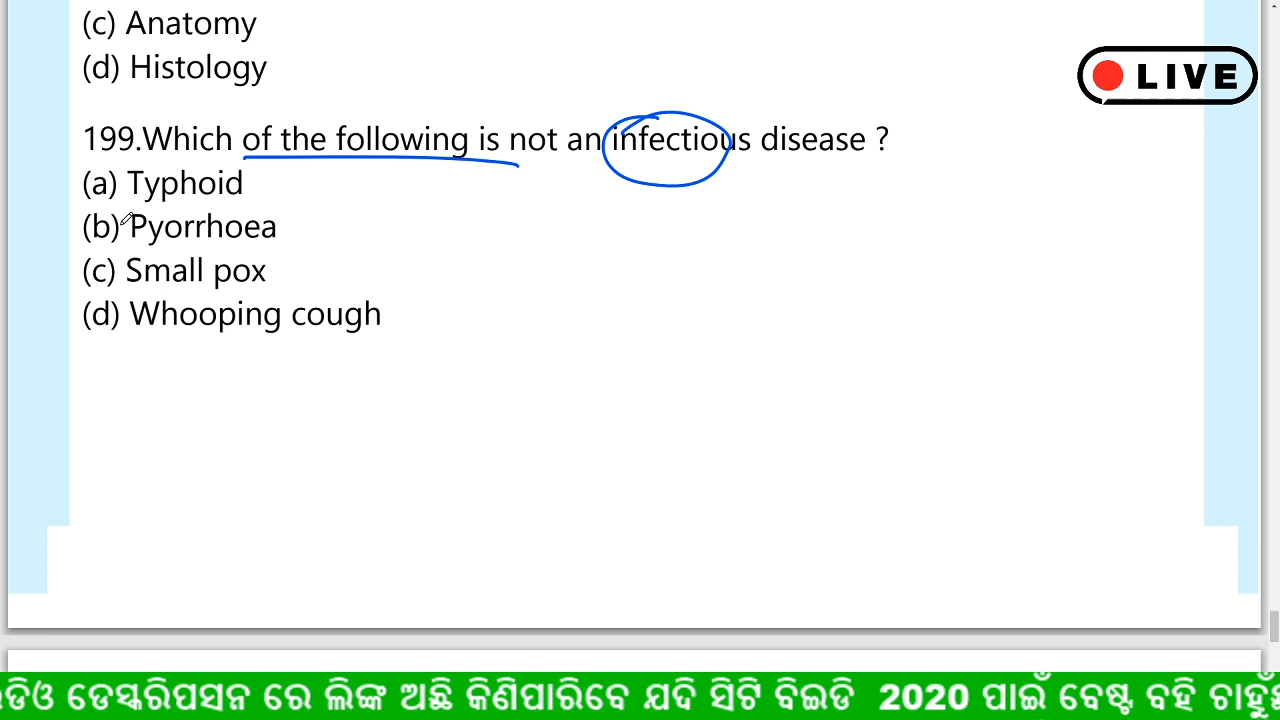 (c) Anatomy
(d) Histology
LIVE
199.Which of the following is not an infectious disease ?
(a) Typhoid
(b) Pyorrhoea
(c) Small pox
(d) Whooping cough
ଡିଓ ଡେସ୍କରିପସନ ରେ ଲିଙ୍କ ଅଛି କିଣିପାରିବେ ଯଦି ସିଟି ବିଇଡି 2020 ପାଇଁ ବେଷ୍ଟ ବହି